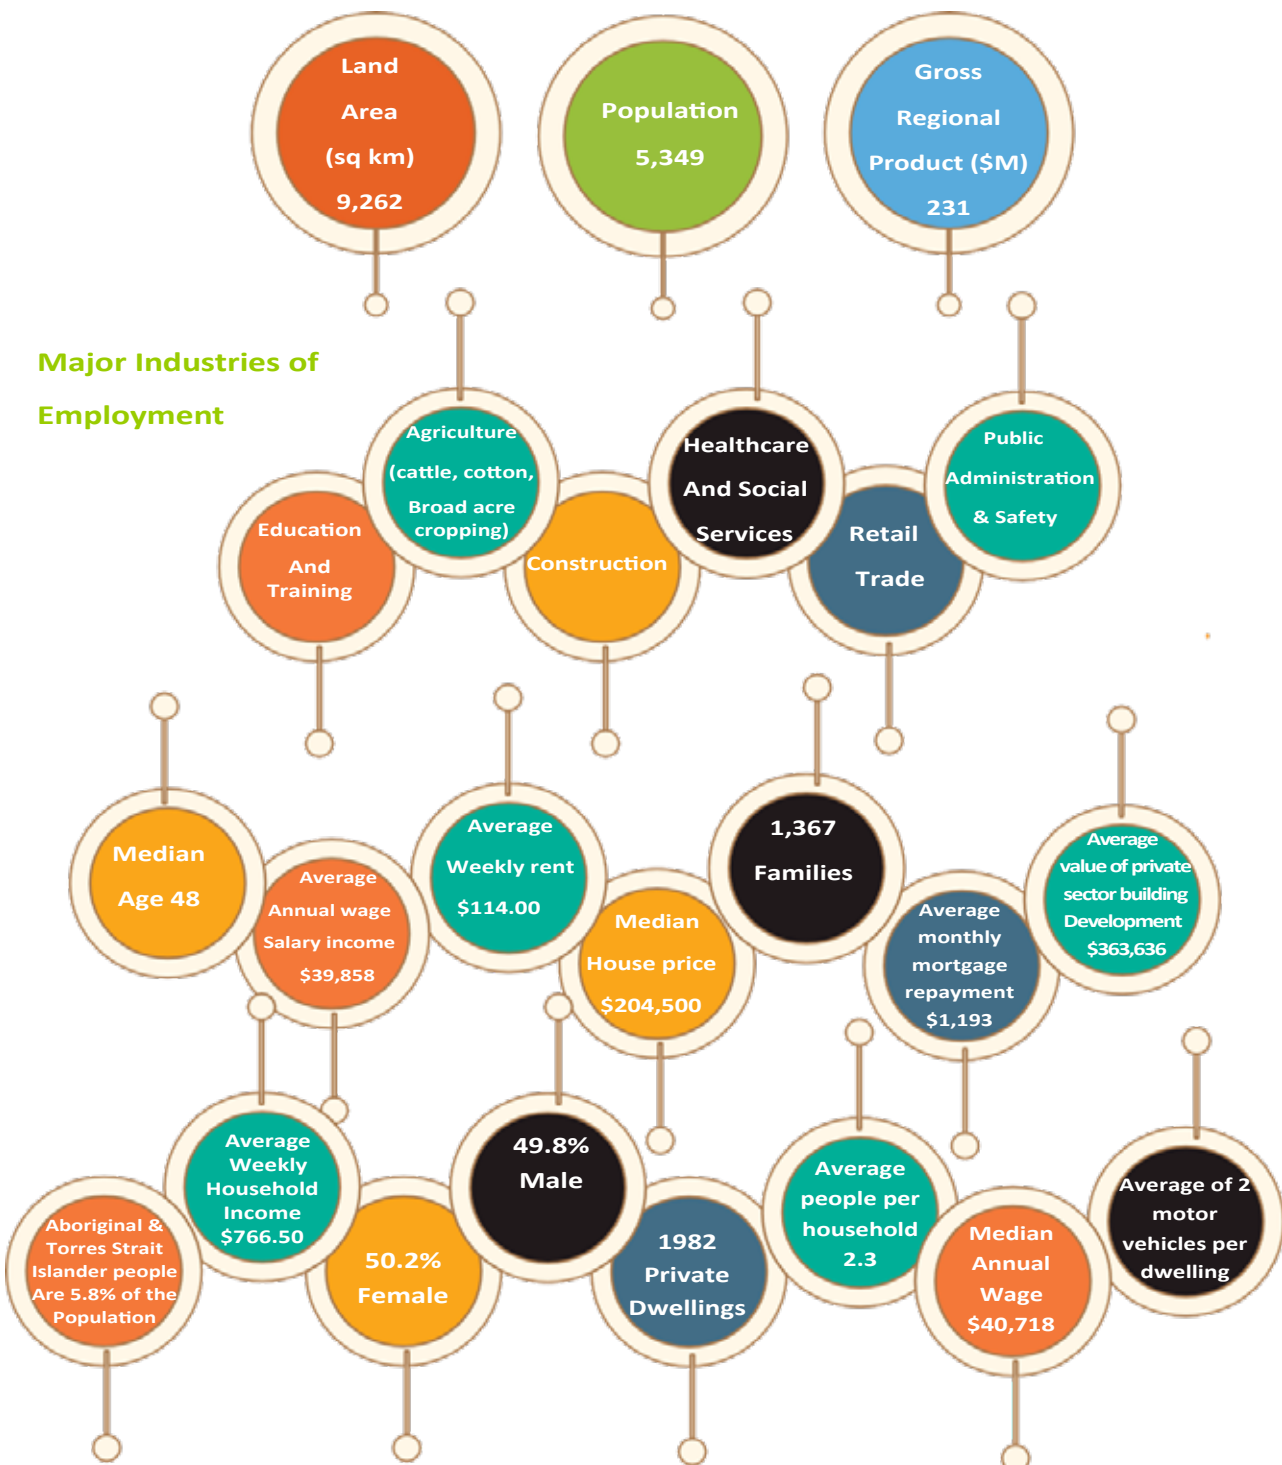 Land
Area
(sq km)
9,262
Population
5,349
Gross
Regional
Product ($M)
231
Major Industries of
Employment
Education
And
Training
Agriculture
(cattle, cotton,
Broad acre
cropping)
Construction
Healthcare
And Social
Services
Retail
Trade
Public
Administration
& Safety
Median
Age 48
Average
Annual wage
Salary income
$39,858
Average
Weekly rent
$114.00
Median
House price
$204,500
1,367
Families
Average
monthly
mortgage
repayment
$1,193
Average
value of private
sector building
Development
$363,636
Aboriginal &
Torres Strait
Islander people
Are 5.8% of the
Population
Average
Weekly
Household
Income
$766.50
50.2%
Female
49.8%
Male
1982
Private
Dwellings
Average
people per
household
2.3
Median
Annual
Wage
$40,718
Average of 2
motor
vehicles per
dwelling